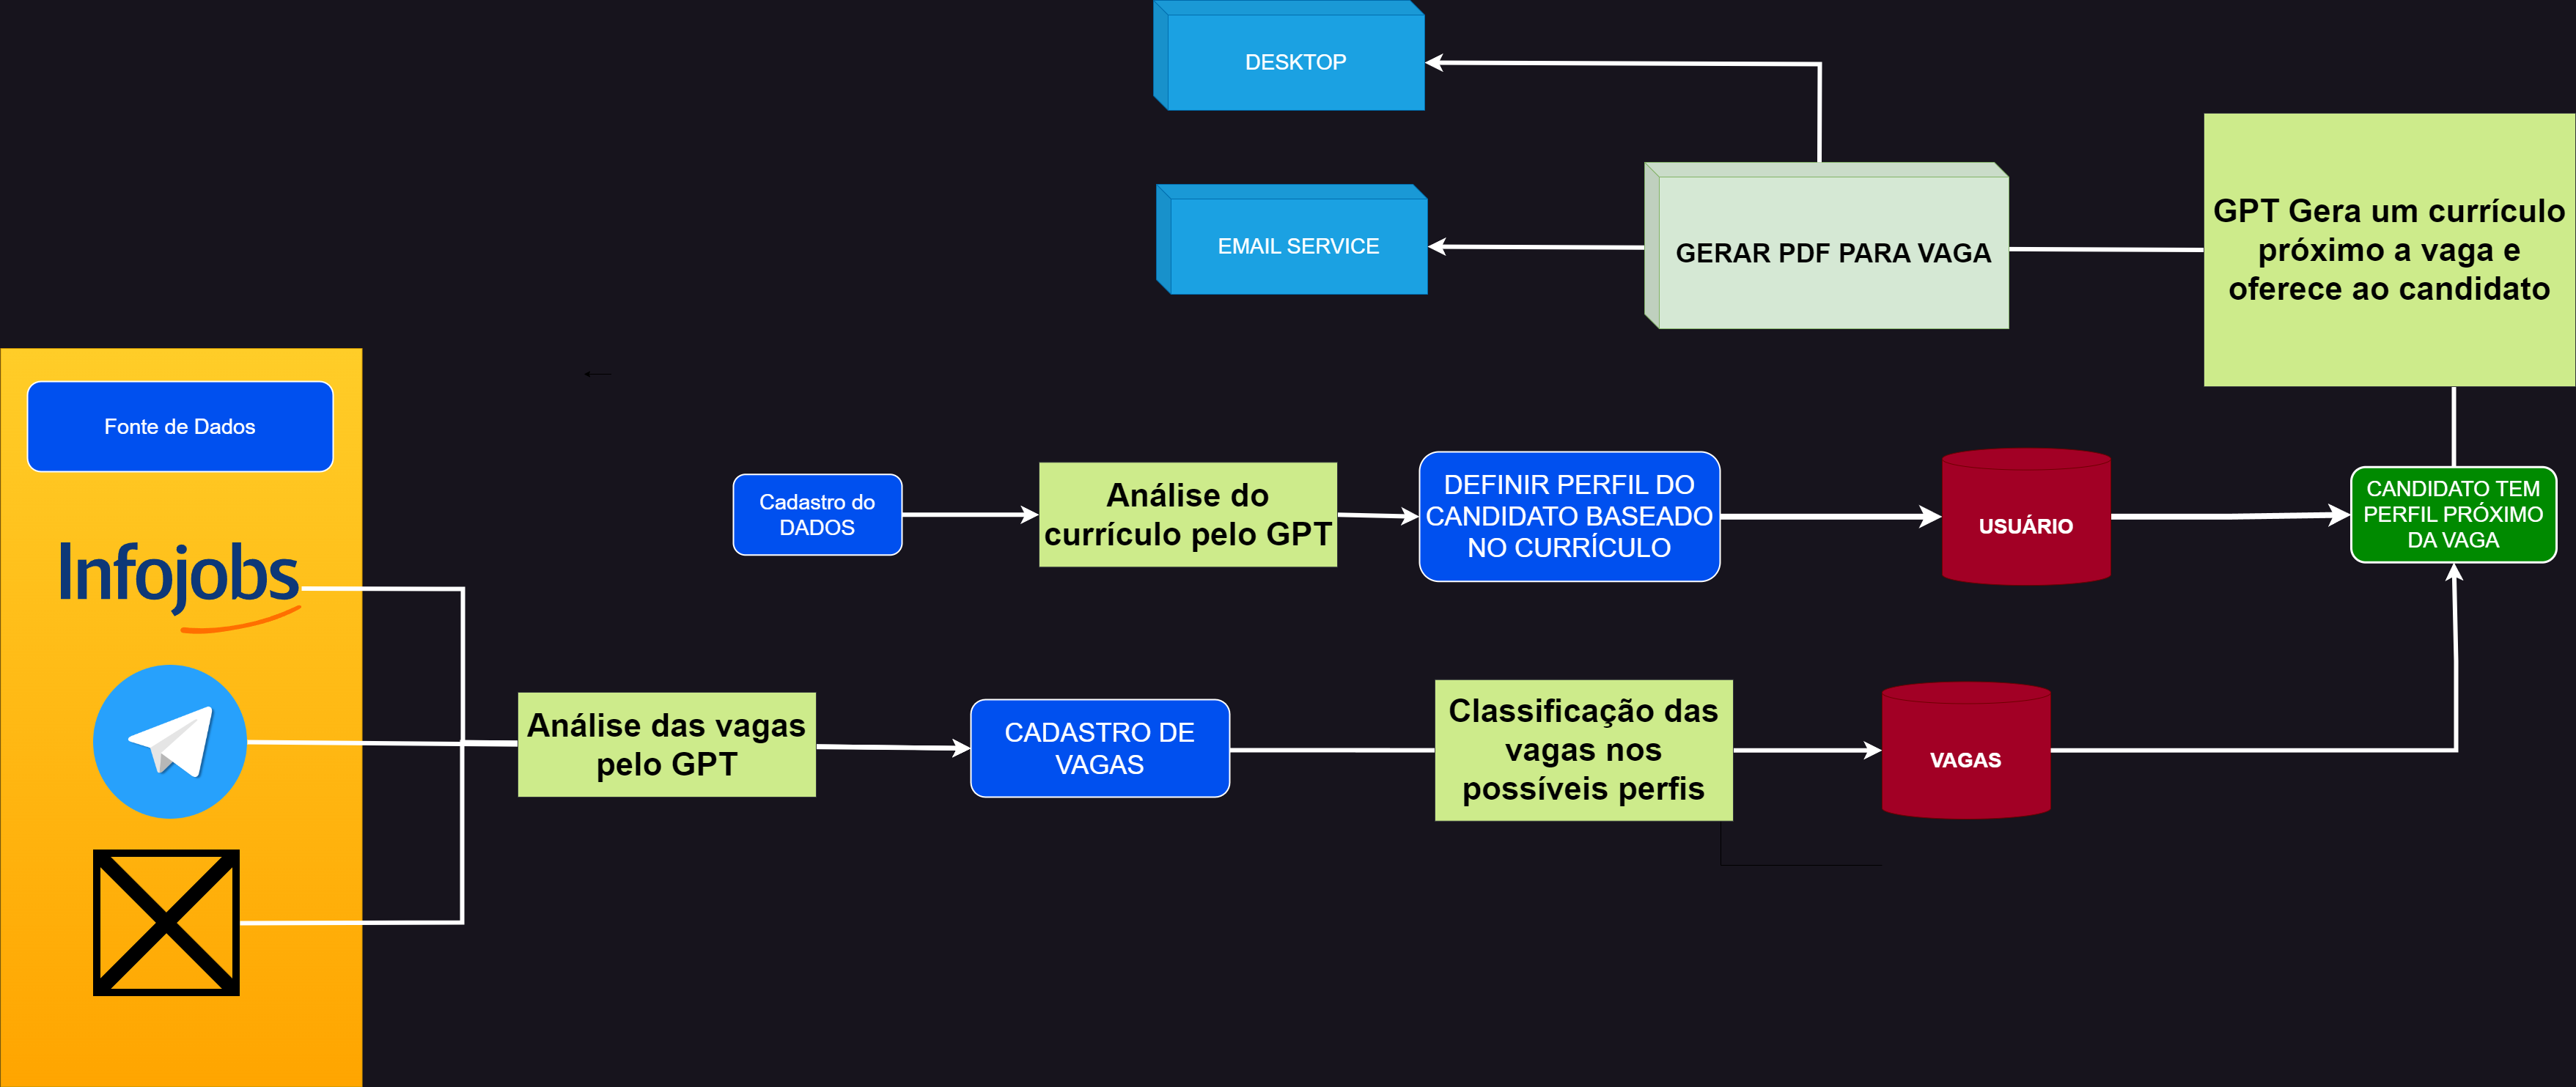 DESKTOP
EMAIL SERVICE
GERAR PDF PARA VAGA
GPT Gera um currículo
próximo a vaga e
oferece ao candidato
Fonte de Dados
Infojobs
Cadastro do
DADOS
Análise do
currículo pelo GPT
DEFINIR PERFIL DO
CANDIDATO BASEADO
NO CURRÍCULO
USUÁRIO
CANDIDATO TEM
PERFIL PRÓXIMO
DA VAGA
Análise das vagas
pelo GPT
CADASTRO DE
VAGAS
Classificação das
vagas nos
possíveis perfis
VAGAS